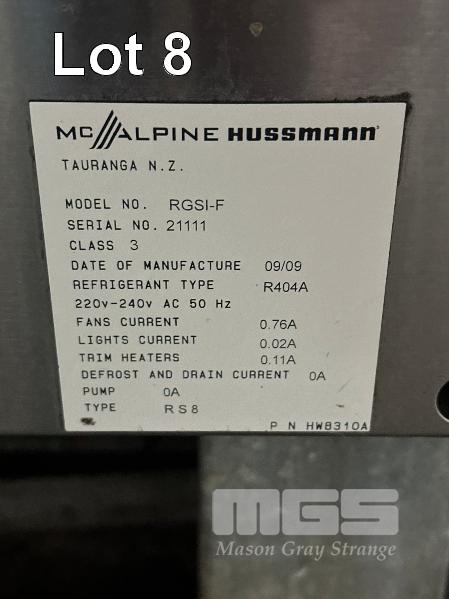 Lot 8
MCALPINE HUSSMANN
TAURANGA N.Z.
MODEL NO. RGSI-F
SERIAL NO. 21111
CLASS 3
DATE OF MANUFACTURE 09/09
REFRIGERANT TYPE R404A
220v-240v AC 50 Hz
FANS CURRENT 0.76A
LIGHTS CURRENT 0.02A
TRIM HEATERS 0.11A
DEFROST AND DRAIN CURRENT 0A
PUMP 0A
TYPE RS8
P N HW8310A
MGS
Mason Gray Strange